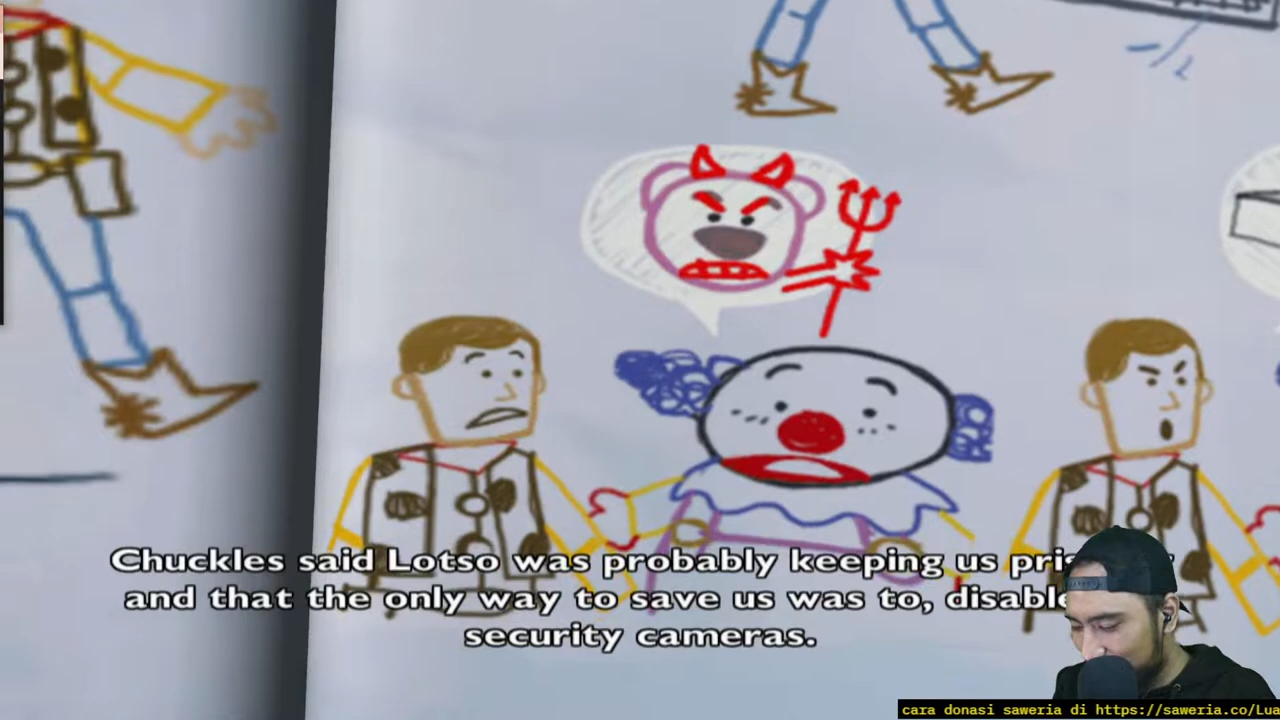 Chuckles said Lotso was probably keeping us
and that the only way to save us was to,
security cameras.
cara donasi saweria di https://saweria.co/Lua